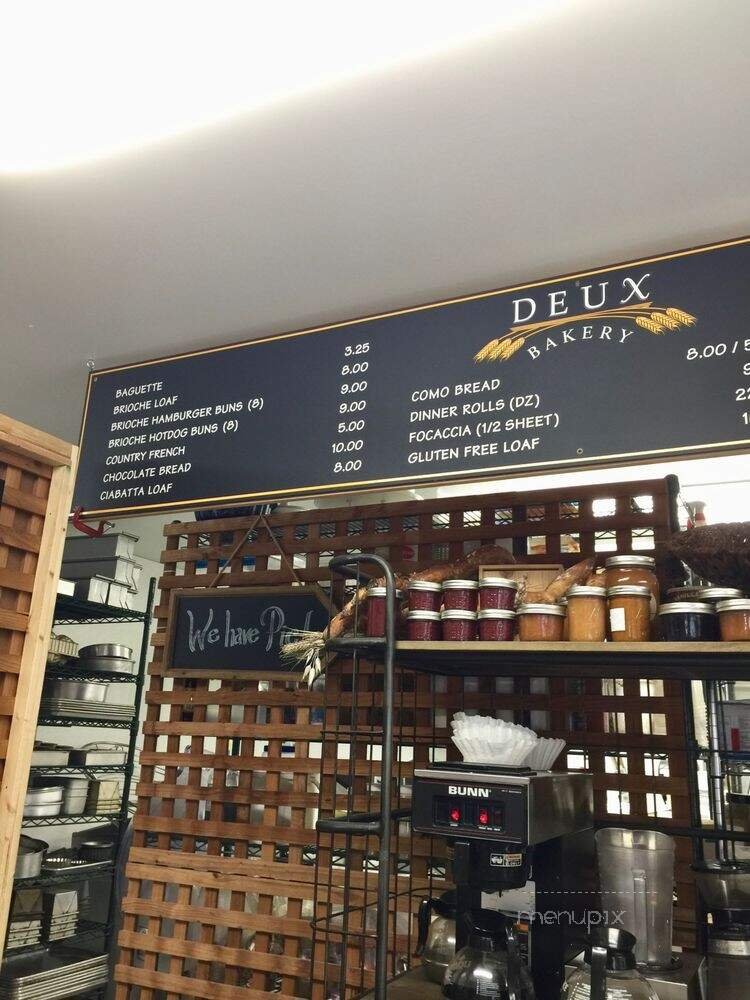 DEUX
BAKERY
BAGUETTE 3.25
BRIOCHE LOAF 8.00
BRIOCHE HAMBURGER BUNS (8) 9.00
BRIOCHE HOTDOG BUNS (8) 9.00
COUNTRY FRENCH 5.00
CHOCOLATE BREAD 10.00
CIABATTA LOAF 8.00
COMO BREAD 8.00 /
DINNER ROLLS (DZ)
FOCACCIA (1/2 SHEET)
GLUTEN FREE LOAF
We have
BUNN
menupix